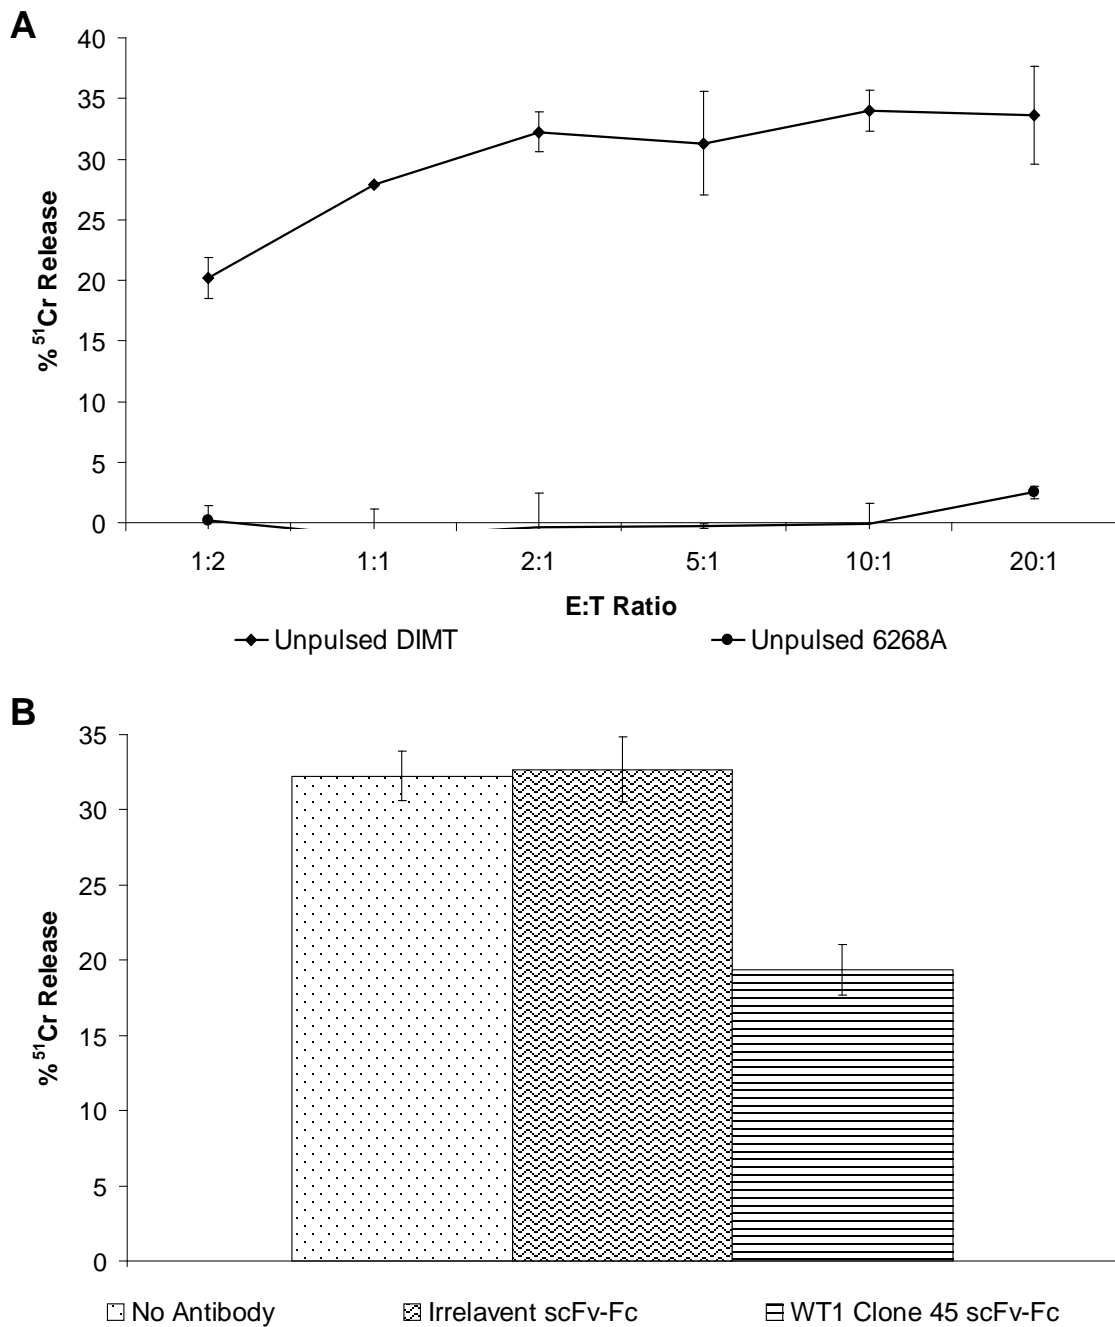 A
40
35
30
25
20
15
10
5
0
% ⁵¹Cr Release
1:2 1:1 2:1 5:1 10:1 20:1
E:T Ratio
Unpulsed DIMT Unpulsed 6268A
B
35
30
25
20
15
10
5
0
% ⁵¹Cr Release
No Antibody Irrelavent scFv-Fc WT1 Clone 45 scFv-Fc